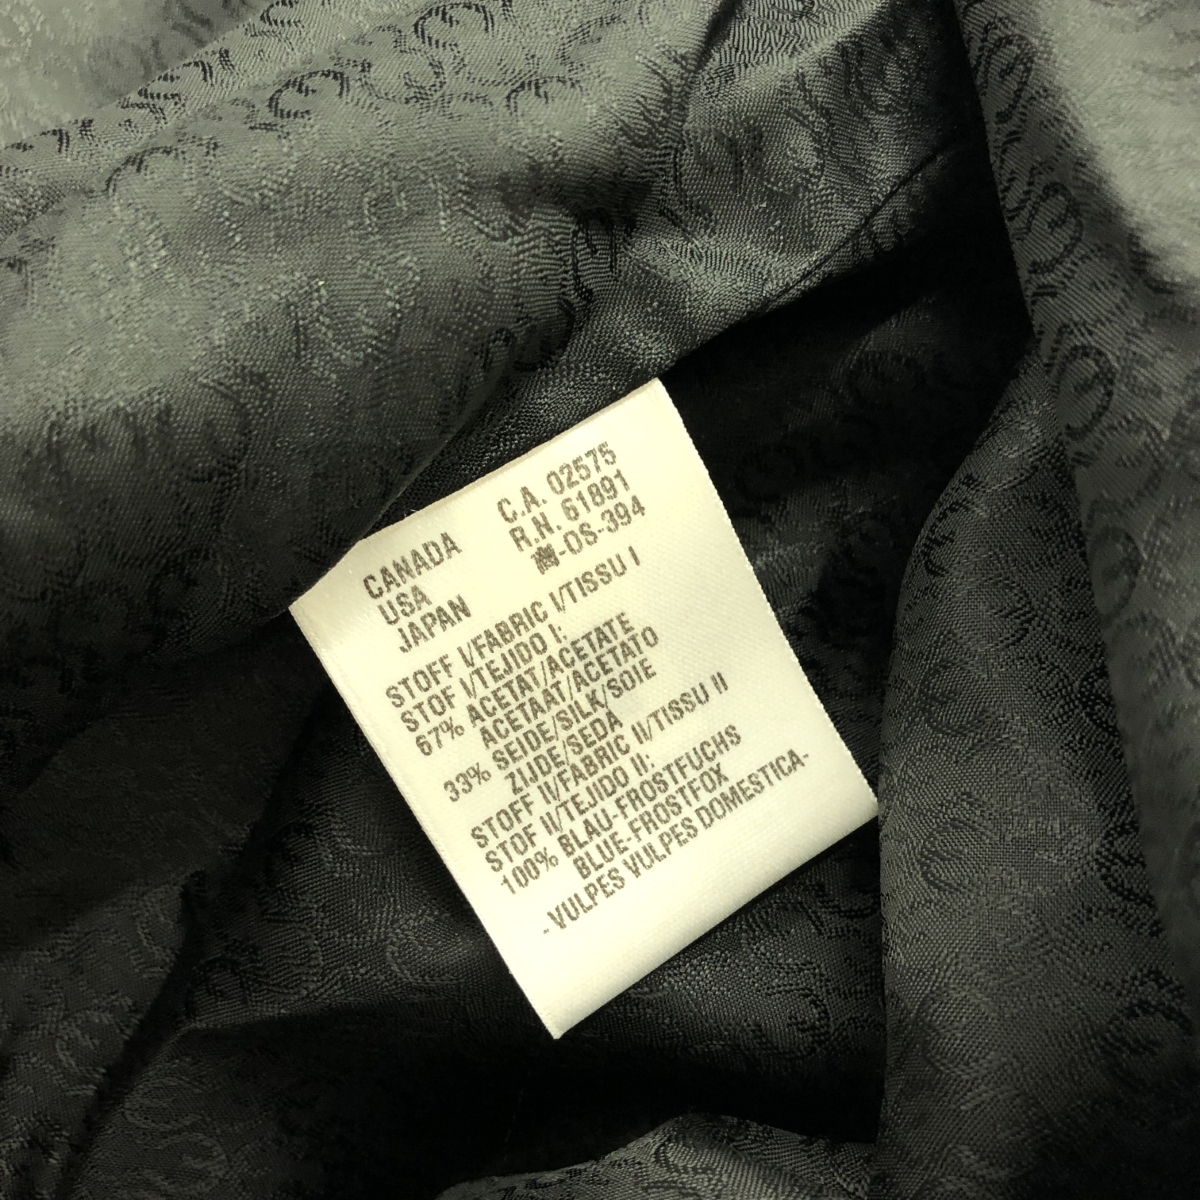 CANADA C.A. 02575
USA R.N. 61891
JAPAN -OS-394
STOFF I/FABRIC I/TISSU I
STOF I/TEJIDO I:
67% ACETAT/ACETATE
ACETAAT/ACETATO
33% SEIDE/SILK/SOIE
ZIJDE/SEDA
STOFF II/FABRIC II/TISSU II
STOF II/TEJIDO II:
100% BLAU-FROSTFUCHS
BLUE-FROSTFOX
-VULPES VULPES DOMESTICA-